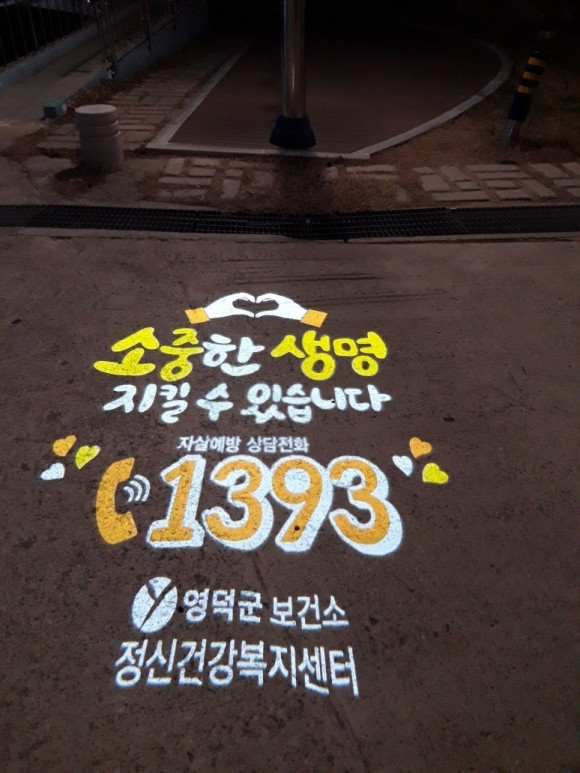 소중한 생명
지킬 수 있습니다
자살예방 상담전화
1393
영덕군 보건소
정신건강복지센터